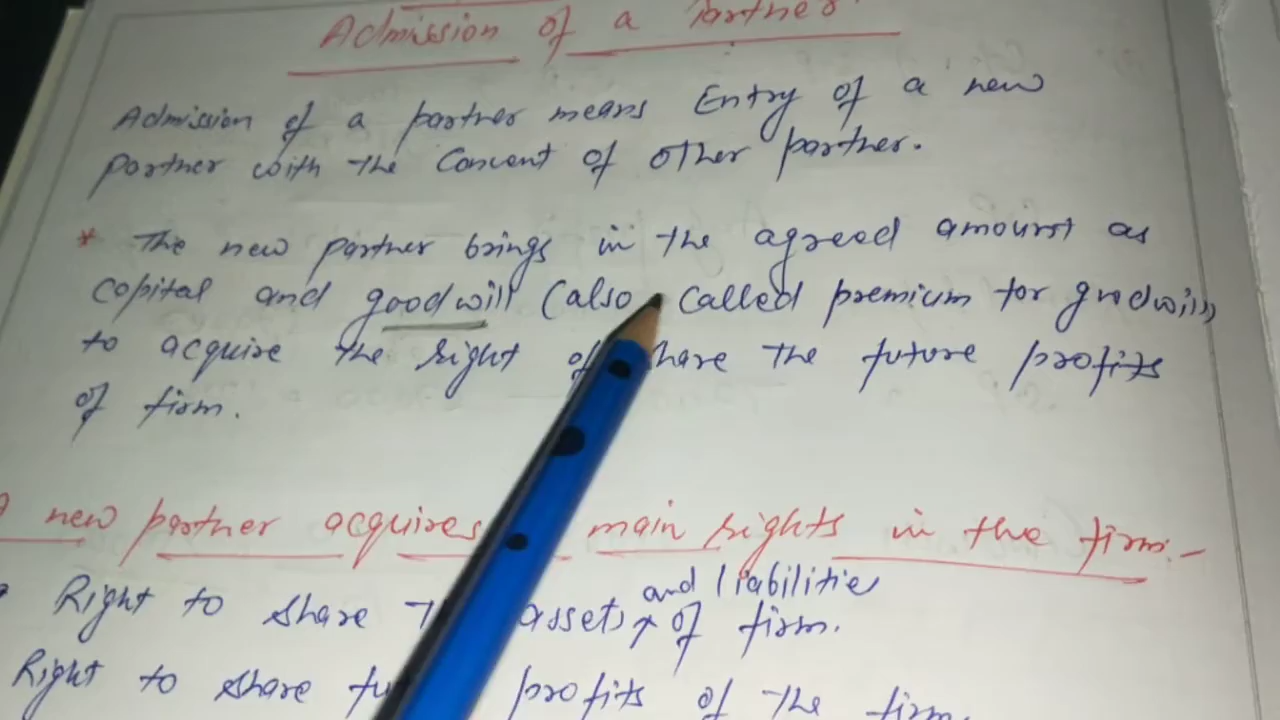 Admission of a Partner
Admission of a partner means Entry of a new
partner with the Concent of other partner.
* The new partner brings in the agreed amount as
capital and goodwill (also called premium for goodwill)
to acquire the right of share the future profits
of firm.
new partner acquires main rights in the firm:-
and liabilities
Right to share assets of firm.
Right to share profits of the firm.